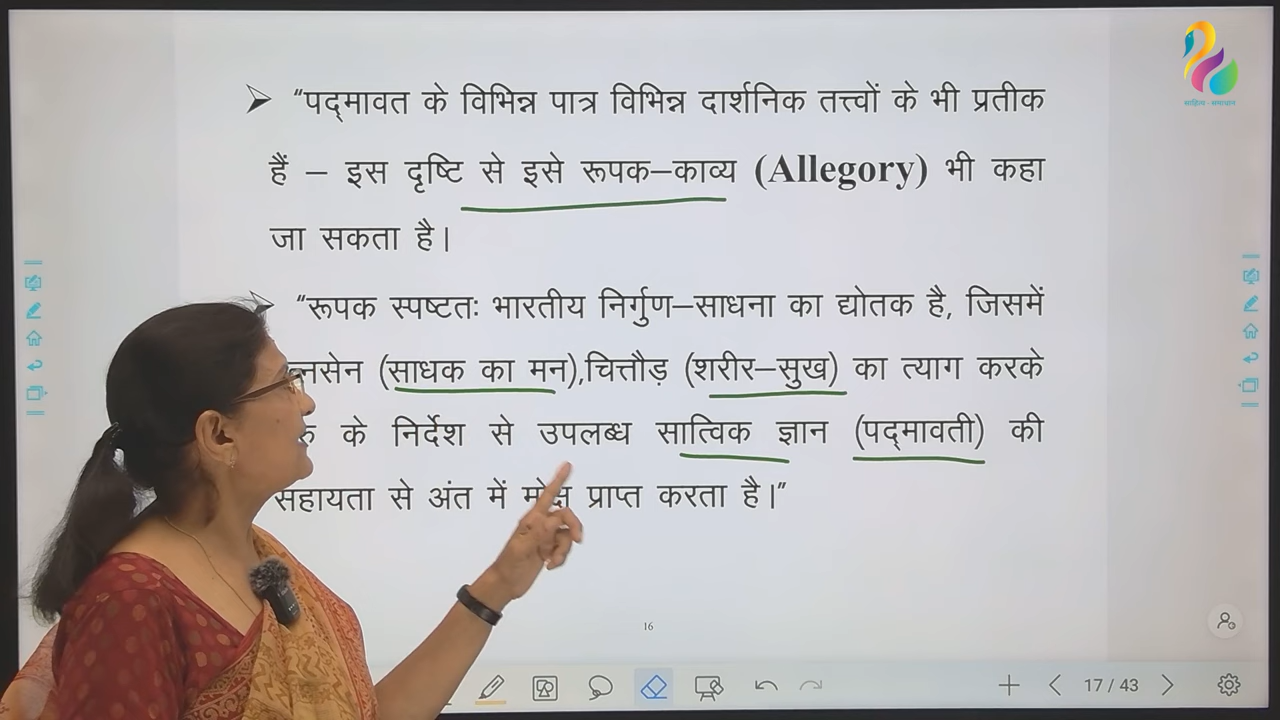 साहित्य - समाधान
➢ “पद्मावत के विभिन्न पात्र विभिन्न दार्शनिक तत्त्वों के भी प्रतीक
हैं – इस दृष्टि से इसे रूपक–काव्य (Allegory) भी कहा
जा सकता है।
“रूपक स्पष्टतः भारतीय निर्गुण–साधना का द्योतक है, जिसमें
(साधक का मन),चित्तौड़ (शरीर–सुख) का त्याग करके
के निर्देश से उपलब्ध सात्विक ज्ञान (पद्मावती) की
सहायता से अंत में मोक्ष प्राप्त करता है।”
16
17 / 43